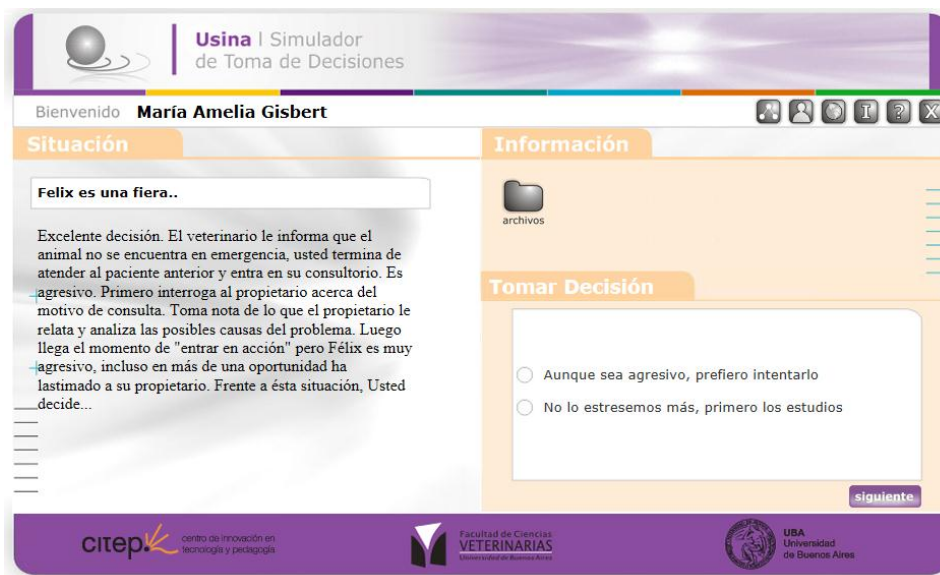 Usina | Simulador
de Toma de Decisiones
Bienvenido María Amelia Gisbert
I ? X
Situación
Información
Felix es una fiera..
archivos
Excelente decisión. El veterinario le informa que el
animal no se encuentra en emergencia, usted termina de
atender al paciente anterior y entra en su consultorio. Es
agresivo. Primero interroga al propietario acerca del
motivo de consulta. Toma nota de lo que el propietario le
relata y analiza las posibles causas del problema. Luego
llega el momento de "entrar en acción" pero Félix es muy
agresivo, incluso en más de una oportunidad ha
lastimado a su propietario. Frente a ésta situación, Usted
decide...
Tomar Decisión
Aunque sea agresivo, prefiero intentarlo
No lo estresemos más, primero los estudios
siguiente
citep
centro de innovación en
tecnología y pedagogía
Facultad de Ciencias
VETERINARIAS
Universidad de Buenos Aires
UBA
Universidad
de Buenos Aires